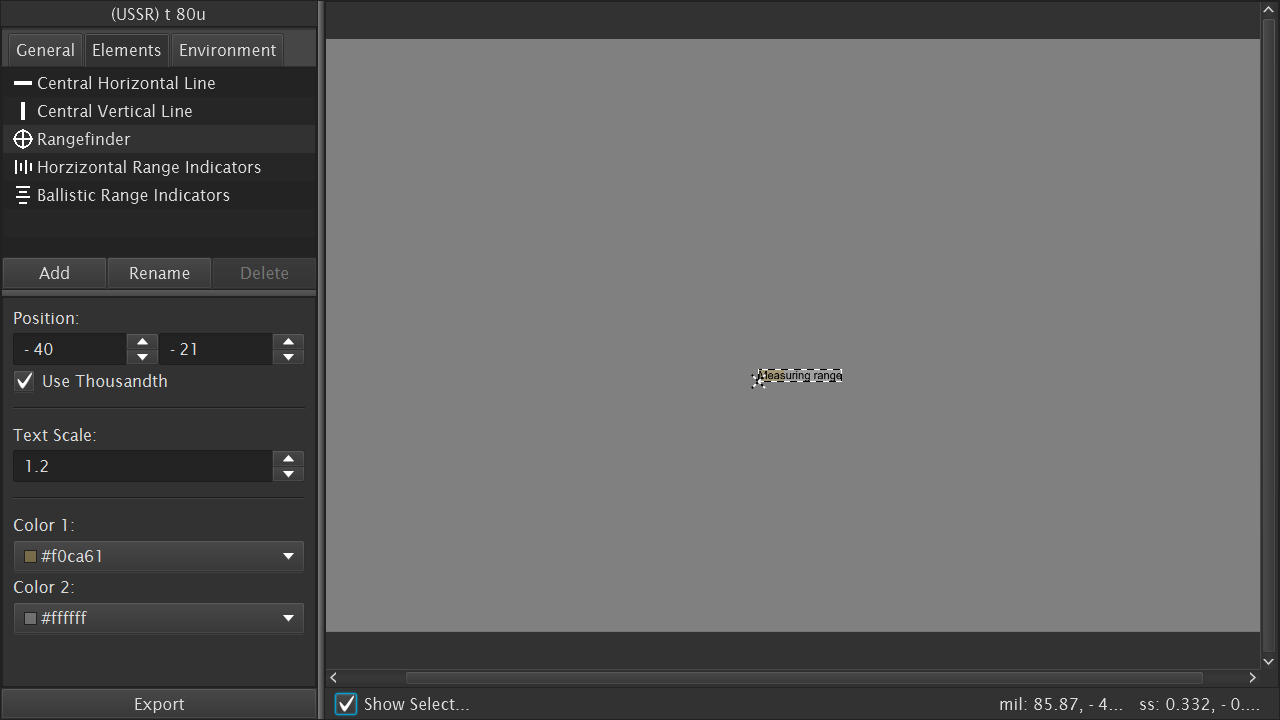 (USSR) t 80u
General Elements Environment
Central Horizontal Line
Central Vertical Line
Rangefinder
Horzizontal Range Indicators
Ballistic Range Indicators
Add Rename Delete
Position:
- 40 - 21
Use Thousandth
Text Scale:
1.2
Color 1:
#f0ca61
Color 2:
#ffffff
Export
Measuring range
Show Select...
mil: 85.87, - 4... ss: 0.332, - 0....